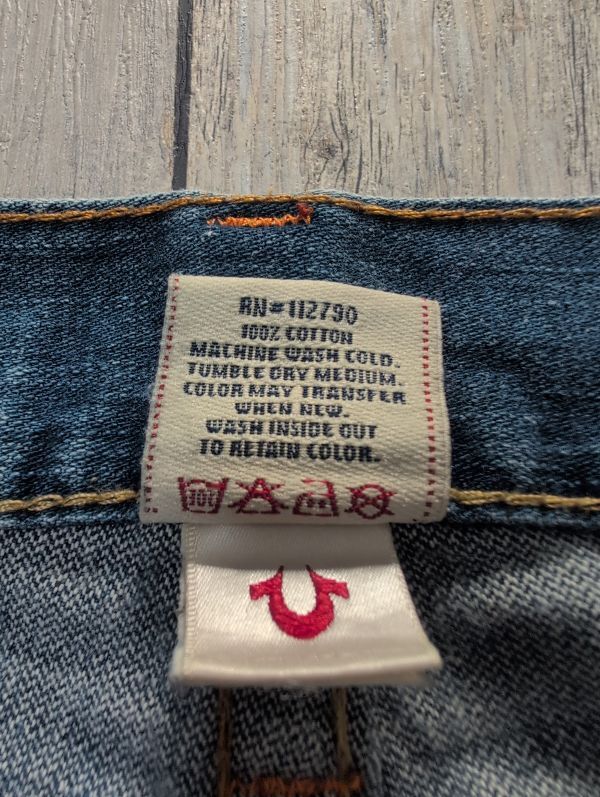 RN#112790
100% COTTON
MACHINE WASH COLD.
TUMBLE DRY MEDIUM.
COLOR MAY TRANSFER
WHEN NEW.
WASH INSIDE OUT
TO RETAIN COLOR.